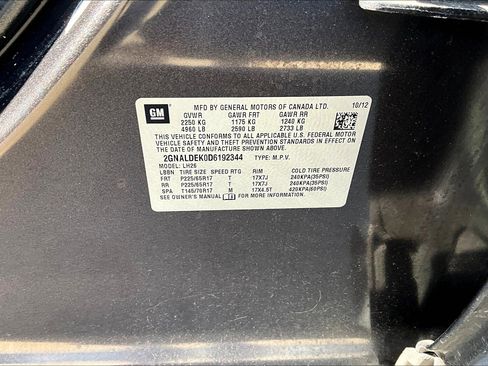 GM
MFD BY GENERAL MOTORS OF CANADA LTD. 10/12
GVWR GAWR FRT GAWR RR
2250 KG 1175 KG 1240 KG
4960 LB 2590 LB 2733 LB
THIS VEHICLE CONFORMS TO ALL APPLICABLE U.S. FEDERAL MOTOR
VEHICLE SAFETY AND THEFT PREVENTION STANDARDS IN EFFECT
ON THE DATE OF MANUFACTURE SHOWN ABOVE.
2GNALDEK0D6192344 TYPE: M.P.V.
MODEL: LH26
LBBN TIRE SIZE SPEED RTG RIM COLD TIRE PRESSURE
FRT P225/65R17 T 17X7J 240KPA(35PSI)
RR P225/65R17 T 17X7J 240KPA(35PSI)
SPA T145/70R17 M 17X4.5T 420KPA(60PSI)
SEE OWNER'S MANUAL FOR MORE INFORMATION.